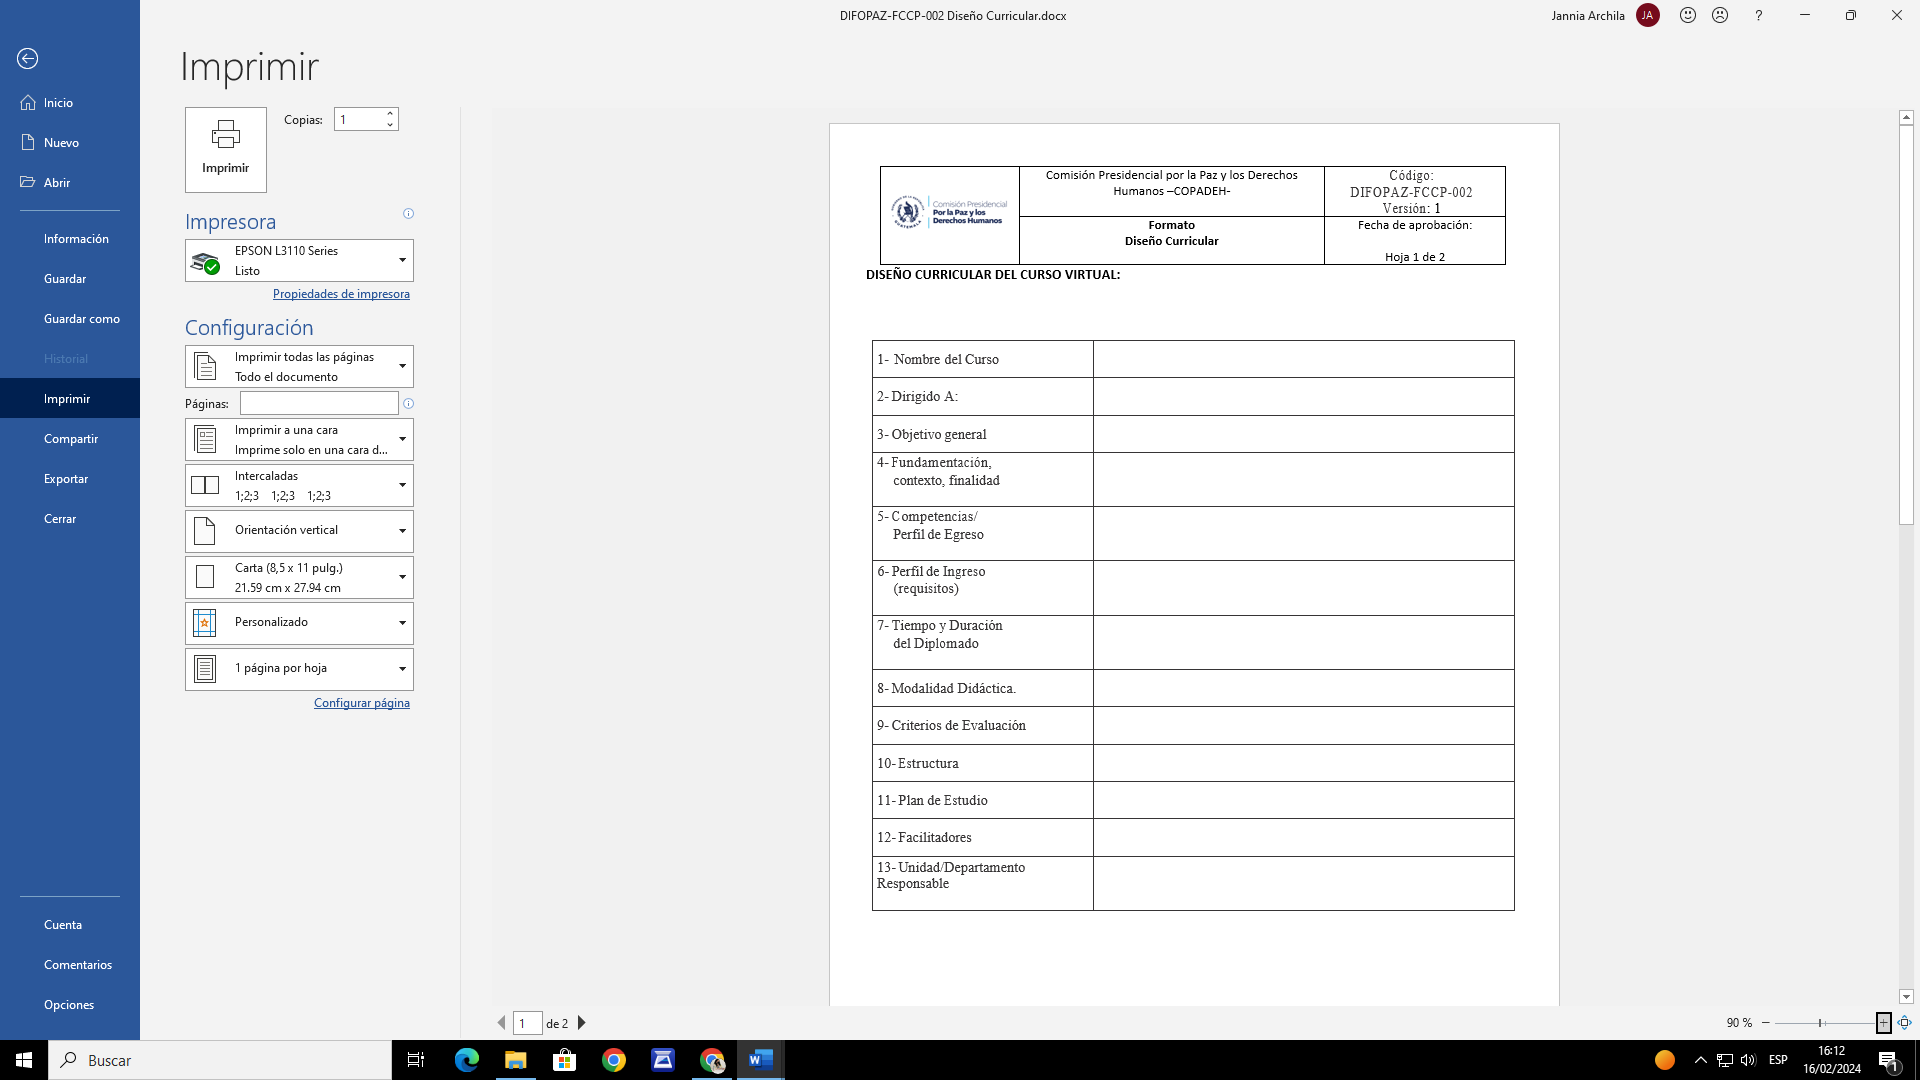 DIFOPAZ-FCCP-002 Diseño Curricular.docx
Jannia Archila
JA
?
Inicio
Nuevo
Abrir
Información
Guardar
Guardar como
Historial
Imprimir
Compartir
Exportar
Cerrar
Cuenta
Comentarios
Opciones
Imprimir
Imprimir
Copias: 1
Impresora
EPSON L3110 Series
Listo
Propiedades de impresora
Configuración
Imprimir todas las páginas
Todo el documento
Páginas:
Imprimir a una cara
Imprime solo en una cara d...
Intercaladas
1;2;3 1;2;3 1;2;3
Orientación vertical
Carta (8,5 x 11 pulg.)
21.59 cm x 27.94 cm
Personalizado
1 página por hoja
Configurar página
Comisión Presidencial
Por la Paz y los
Derechos Humanos
Comisión Presidencial por la Paz y los Derechos
Humanos –COPADEH-
Formato
Diseño Curricular
Código:
DIFOPAZ-FCCP-002
Versión: 1
Fecha de aprobación:
Hoja 1 de 2
DISEÑO CURRICULAR DEL CURSO VIRTUAL:
1- Nombre del Curso
2- Dirigido A:
3- Objetivo general
4- Fundamentación,
contexto, finalidad
5- Competencias/
Perfil de Egreso
6- Perfil de Ingreso
(requisitos)
7- Tiempo y Duración
del Diplomado
8- Modalidad Didáctica.
9- Criterios de Evaluación
10- Estructura
11- Plan de Estudio
12- Facilitadores
13- Unidad/Departamento
Responsable
1 de 2
90 %
Buscar
ESP
16:12
16/02/2024
1